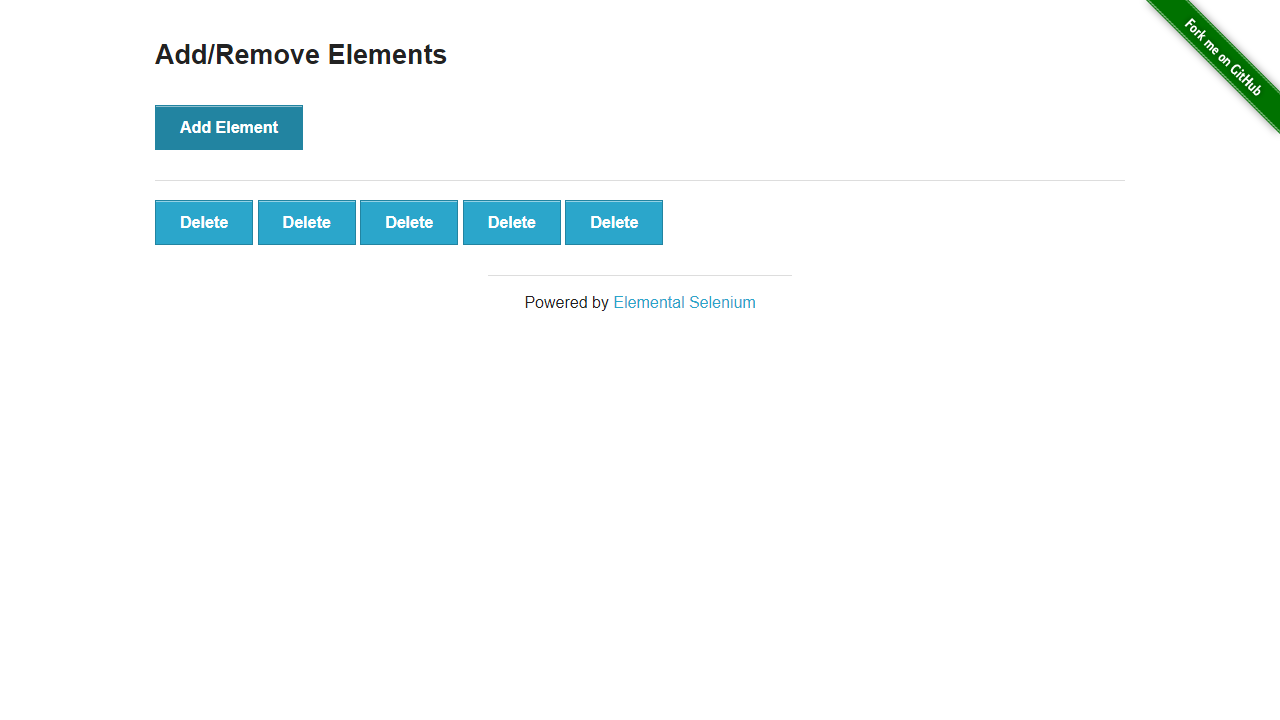 Fork me on GitHub
Add/Remove Elements
Add Element
Delete Delete Delete Delete Delete
Powered by Elemental Selenium